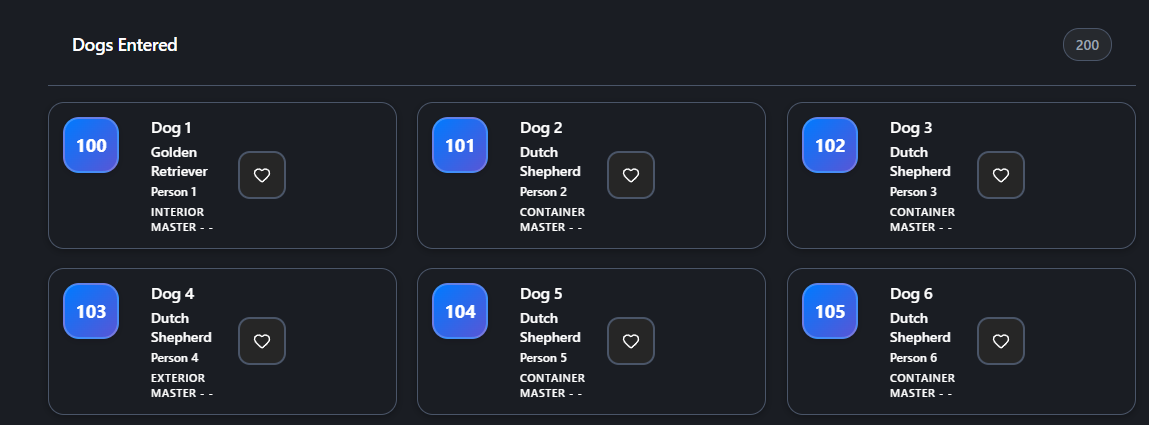 Dogs Entered
200
100
Dog 1
Golden
Retriever
Person 1
INTERIOR
MASTER - -
101
Dog 2
Dutch
Shepherd
Person 2
CONTAINER
MASTER - -
102
Dog 3
Dutch
Shepherd
Person 3
CONTAINER
MASTER - -
103
Dog 4
Dutch
Shepherd
Person 4
EXTERIOR
MASTER - -
104
Dog 5
Dutch
Shepherd
Person 5
CONTAINER
MASTER - -
105
Dog 6
Dutch
Shepherd
Person 6
CONTAINER
MASTER - -